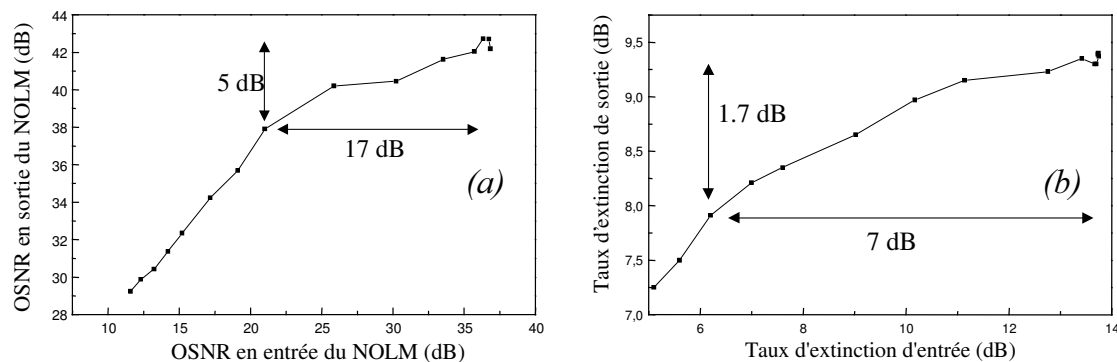 44
42
40
38
36
34
32
30
28
OSNR en sortie du NOLM (dB)
5 dB
17 dB
(a)
10 15 20 25 30 35 40
OSNR en entrée du NOLM (dB)
9,5
9,0
8,5
8,0
7,5
7,0
Taux d'extinction de sortie (dB)
1.7 dB
7 dB
(b)
6 8 10 12 14
Taux d'extinction d'entrée (dB)